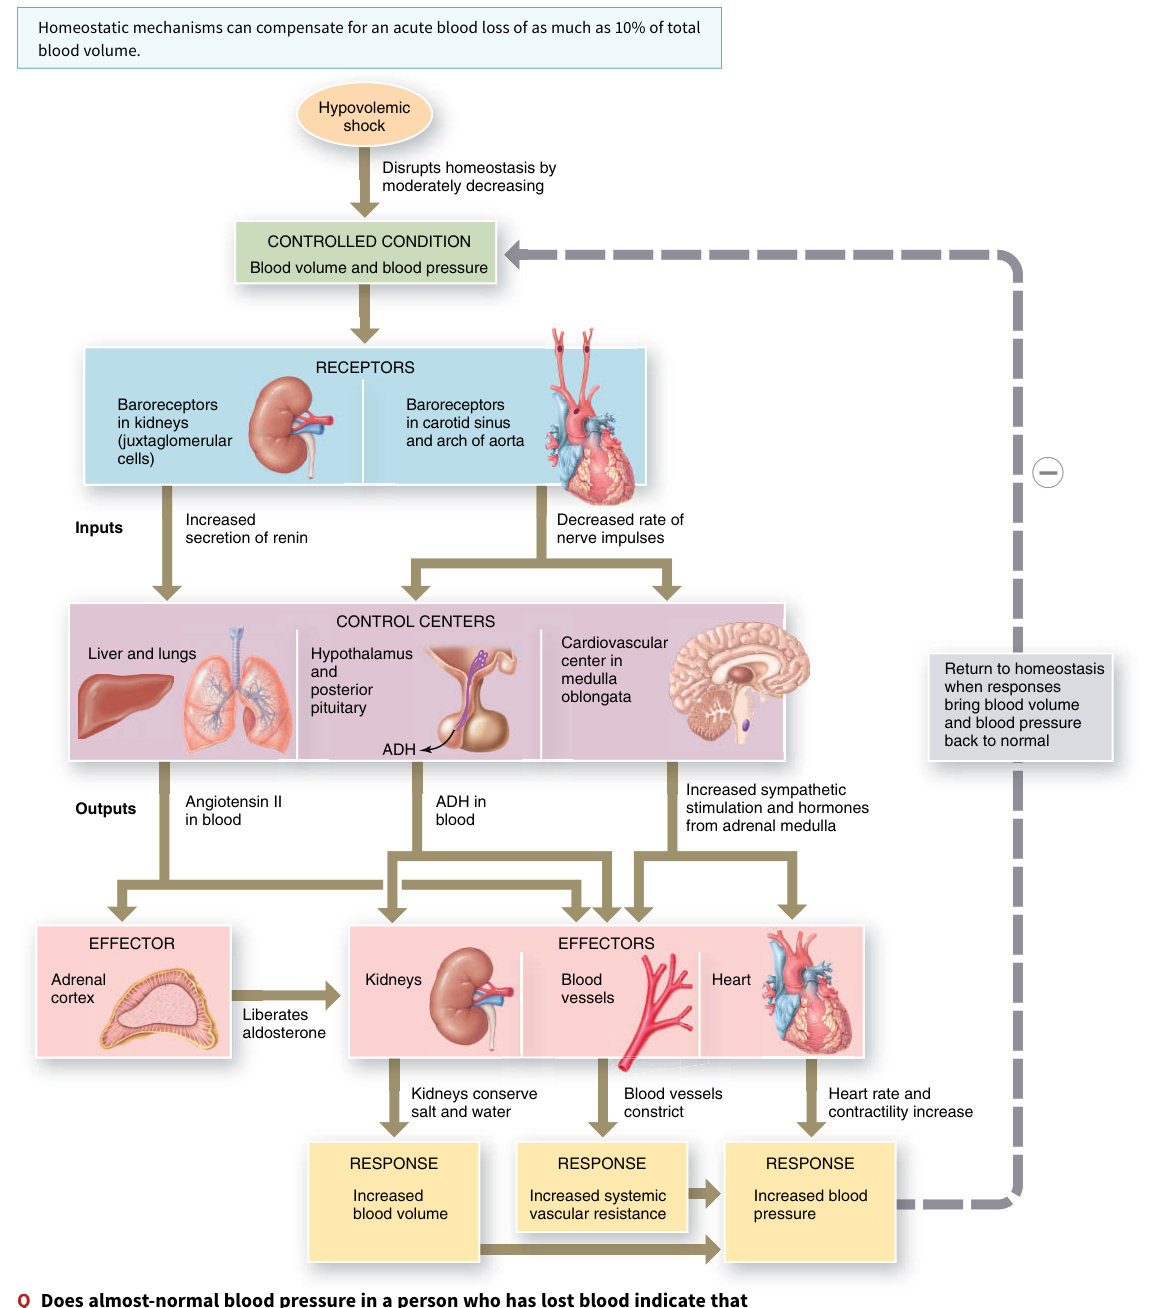 Homeostatic mechanisms can compensate for an acute blood loss of as much as 10% of total
blood volume.
Hypovolemic
shock
Disrupts homeostasis by
moderately decreasing
CONTROLLED CONDITION
Blood volume and blood pressure
RECEPTORS
Baroreceptors
in kidneys
(juxtaglomerular
cells)
Baroreceptors
in carotid sinus
and arch of aorta
Inputs
Increased
secretion of renin
Decreased rate of
nerve impulses
CONTROL CENTERS
Liver and lungs
Hypothalamus
and
posterior
pituitary
ADH
Cardiovascular
center in
medulla
oblongata
Return to homeostasis
when responses
bring blood volume
and blood pressure
back to normal
Outputs
Angiotensin II
in blood
ADH in
blood
Increased sympathetic
stimulation and hormones
from adrenal medulla
EFFECTOR
Adrenal
cortex
Liberates
aldosterone
EFFECTORS
Kidneys
Blood
vessels
Heart
Kidneys conserve
salt and water
Blood vessels
constrict
Heart rate and
contractility increase
RESPONSE
Increased
blood volume
RESPONSE
Increased systemic
vascular resistance
RESPONSE
Increased blood
pressure
Q Does almost-normal blood pressure in a person who has lost blood indicate that